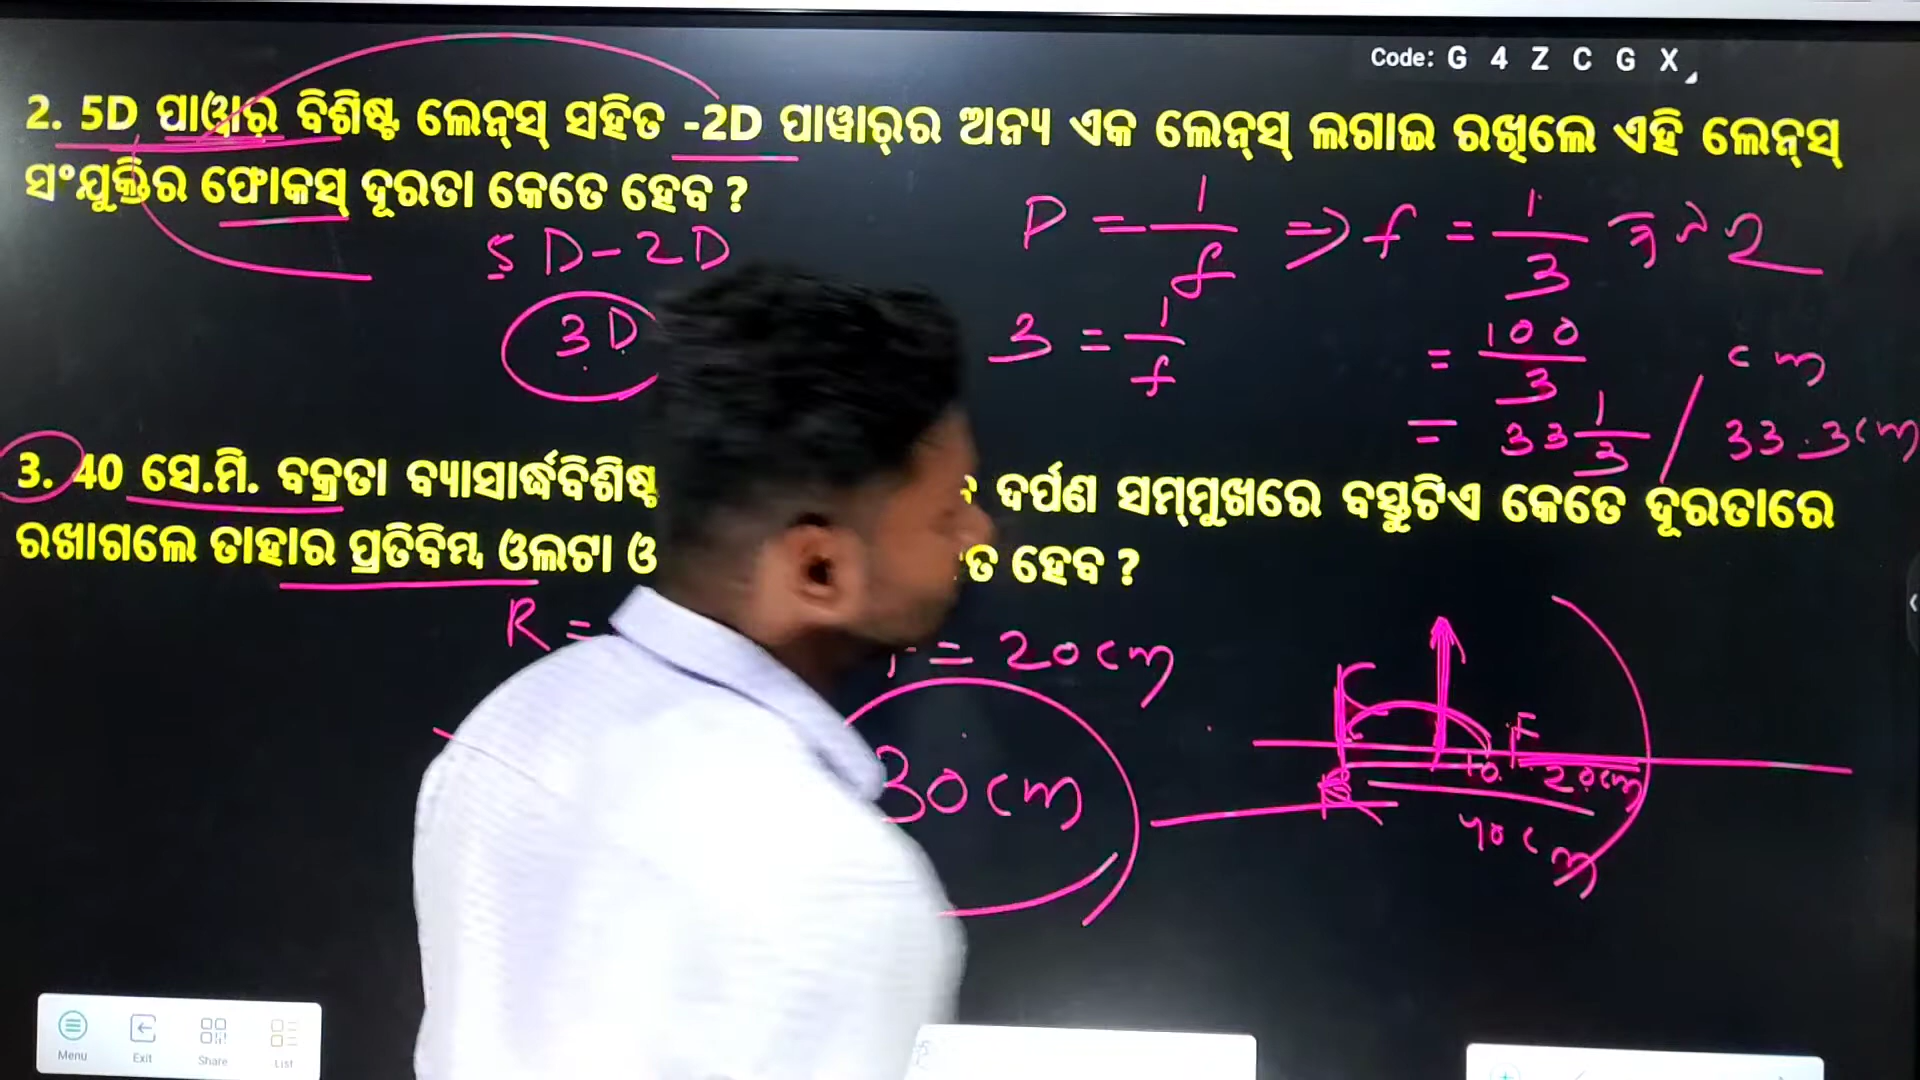 Code: G 4 Z C G X
2. 5D ପାୱାର ବିଶିଷ୍ଟ ଲେନ୍‌ସ୍ ସହିତ -2D ପାୱାର୍‌ର ଅନ୍ୟ ଏକ ଲେନ୍‌ସ୍ ଲଗାଇ ରଖିଲେ ଏହି ଲେନ୍‌ସ୍
ସଂଯୁକ୍ତିର ଫୋକସ୍ ଦୂରତା କେତେ ହେବ ?
5D-2D
3D
P = 1/f ⇒ f = 1/3
3 = 1/f
= 100/3 cm
= 33 1/3 / 33.3cm
3. 40 ସେ.ମି. ବକ୍ରତା ବ୍ୟାସାର୍ଦ୍ଧବିଶିଷ୍ଟ ଦର୍ପଣ ସମ୍ମୁଖରେ ବସ୍ତୁଟିଏ କେତେ ଦୂରତାରେ
ରଖାଗଲେ ତାହାର ପ୍ରତିବିମ୍ବ ଓଲଟା ଓ ହେବ ?
R =
= 20cm
30cm
F
10
20cm
40cm
Menu
Exit
Share
List